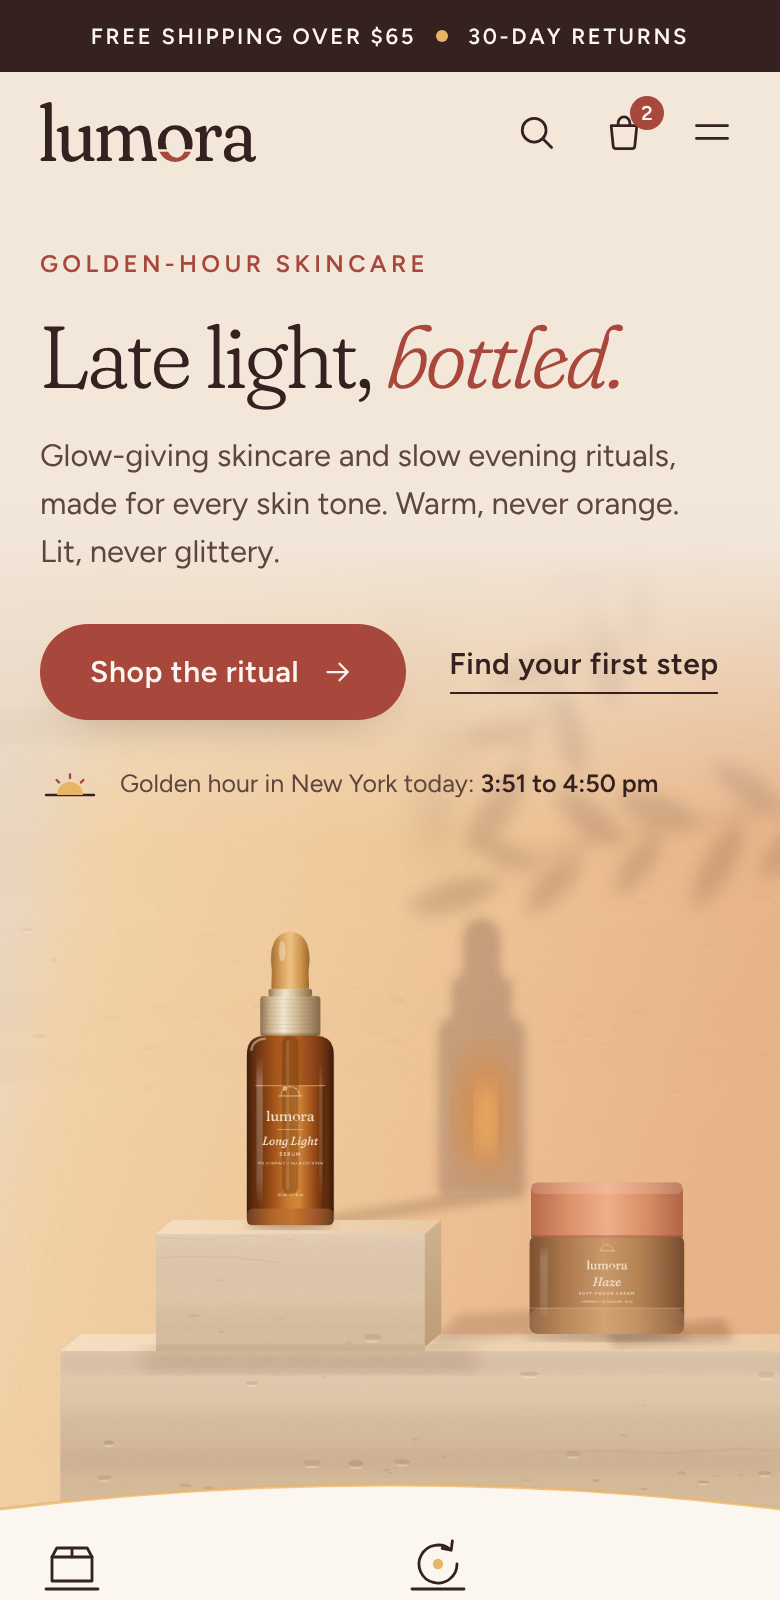 FREE SHIPPING OVER $65 • 30-DAY RETURNS
lumora
2
GOLDEN-HOUR SKINCARE
Late light, bottled.
Glow-giving skincare and slow evening rituals,
made for every skin tone. Warm, never orange.
Lit, never glittery.
Shop the ritual →
Find your first step
Golden hour in New York today: 3:51 to 4:50 pm
lumora
Long Light
SERUM
lumora
Haze
SOFT-FOCUS CREAM